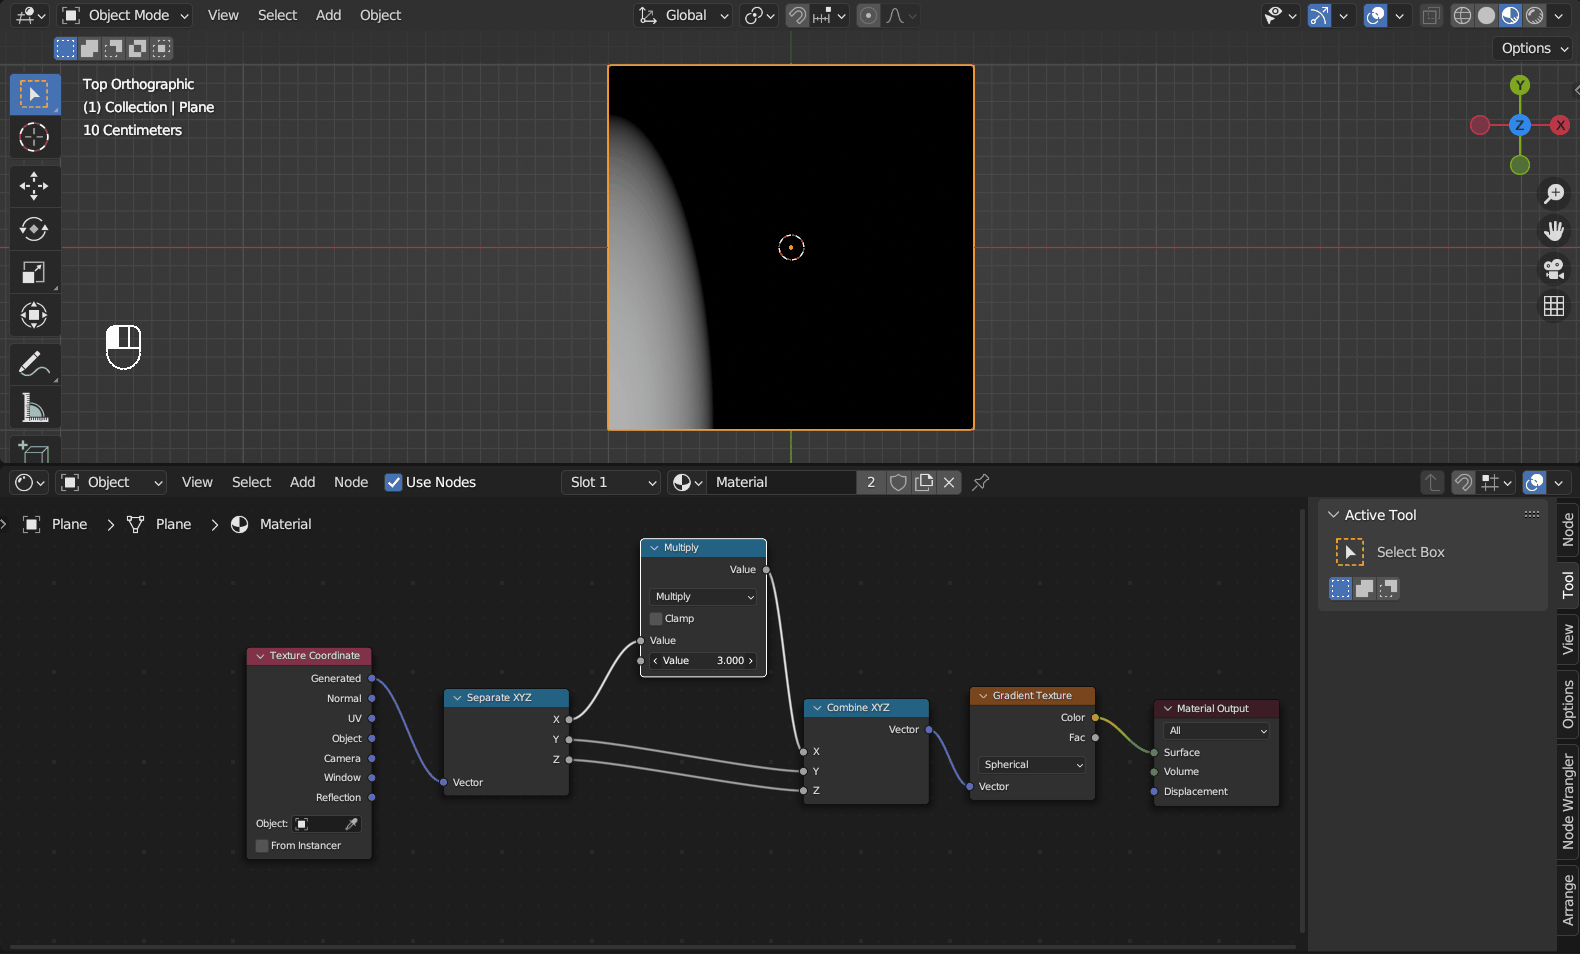 Object Mode View Select Add Object Global
Options
Top Orthographic
(1) Collection | Plane
10 Centimeters
Y
Z X
Object View Select Add Node Use Nodes Slot 1 Material 2
Plane Plane Material
Active Tool
Select Box
Node
Tool
View
Options
Node Wrangler
Arrange
Multiply
Value
Multiply
Clamp
Value
Value 3.000
Texture Coordinate
Generated
Normal
UV
Object
Camera
Window
Reflection
Object:
From Instancer
Separate XYZ
X
Y
Z
Vector
Combine XYZ
Vector
X
Y
Z
Gradient Texture
Color
Fac
Spherical
Vector
Material Output
All
Surface
Volume
Displacement